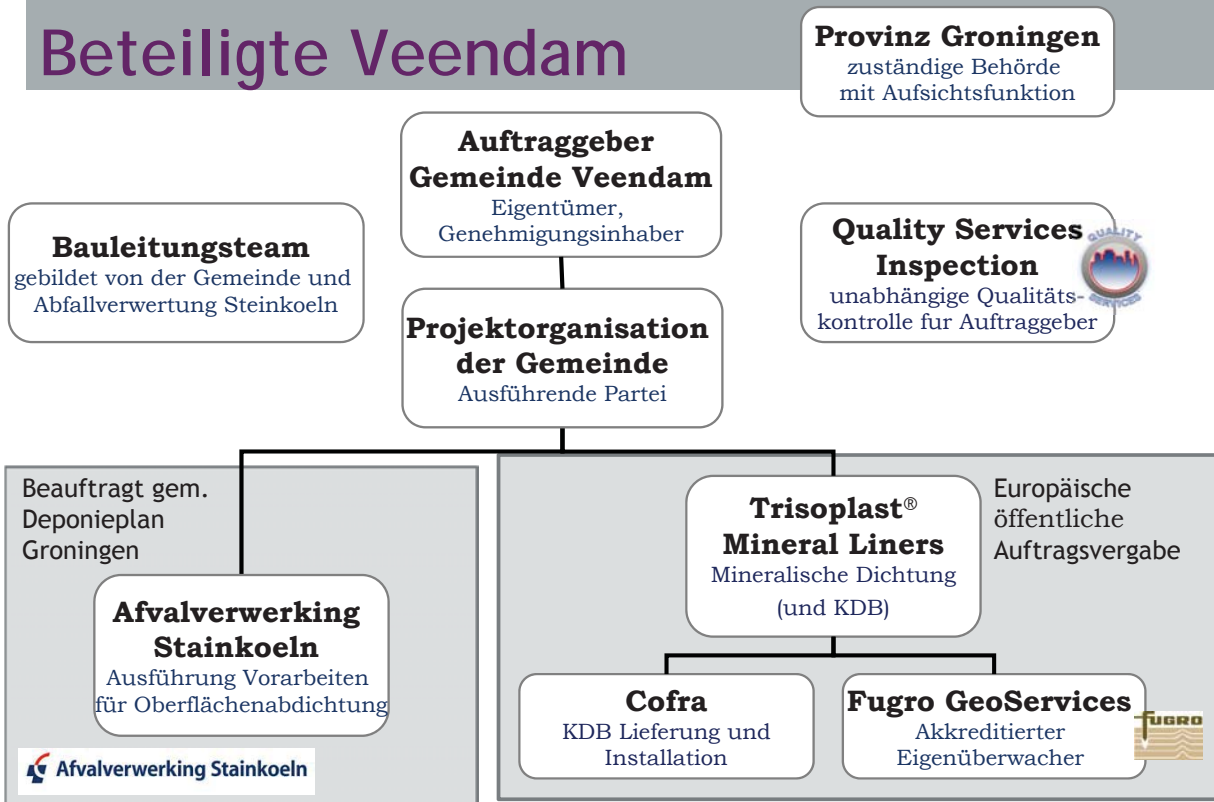 Beteiligte Veendam
Provinz Groningen
zuständige Behörde
mit Aufsichtsfunktion
Auftraggeber
Gemeinde Veendam
Eigentümer,
Genehmigungsinhaber
Bauleitungsteam
gebildet von der Gemeinde und
Abfallverwertung Steinkoeln
Quality Services
Inspection
unabhängige Qualitäts-
kontrolle fur Auftraggeber
QUALITY
SERVICES
Projektorganisation
der Gemeinde
Ausführende Partei
Beauftragt gem.
Deponieplan
Groningen
Afvalverwerking
Stainkoeln
Ausführung Vorarbeiten
für Oberflächenabdichtung
Afvalverwerking Stainkoeln
Trisoplast®
Mineral Liners
Mineralische Dichtung
(und KDB)
Europäische
öffentliche
Auftragsvergabe
Cofra
KDB Lieferung und
Installation
Fugro GeoServices
Akkreditierter
Eigenüberwacher
fUGRO